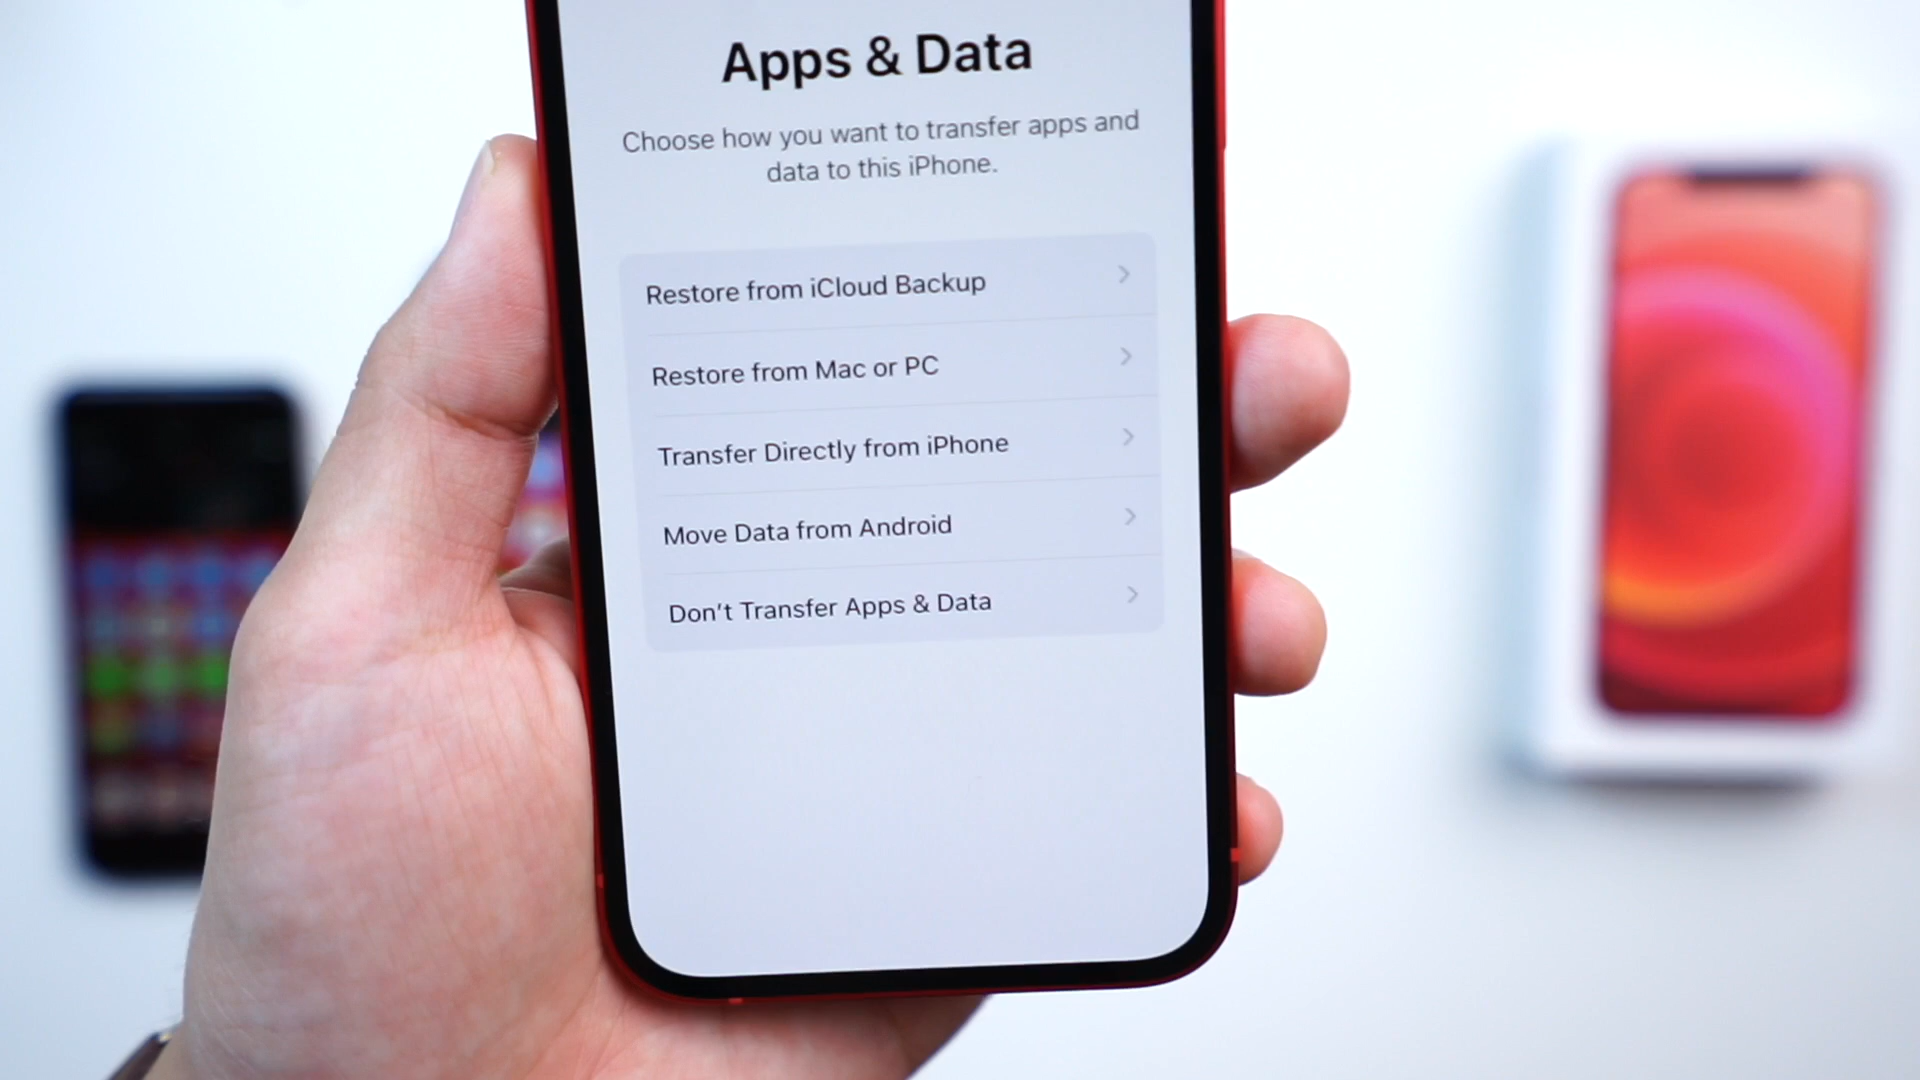 Apps & Data
Choose how you want to transfer apps and
data to this iPhone.
Restore from iCloud Backup
Restore from Mac or PC
Transfer Directly from iPhone
Move Data from Android
Don’t Transfer Apps & Data